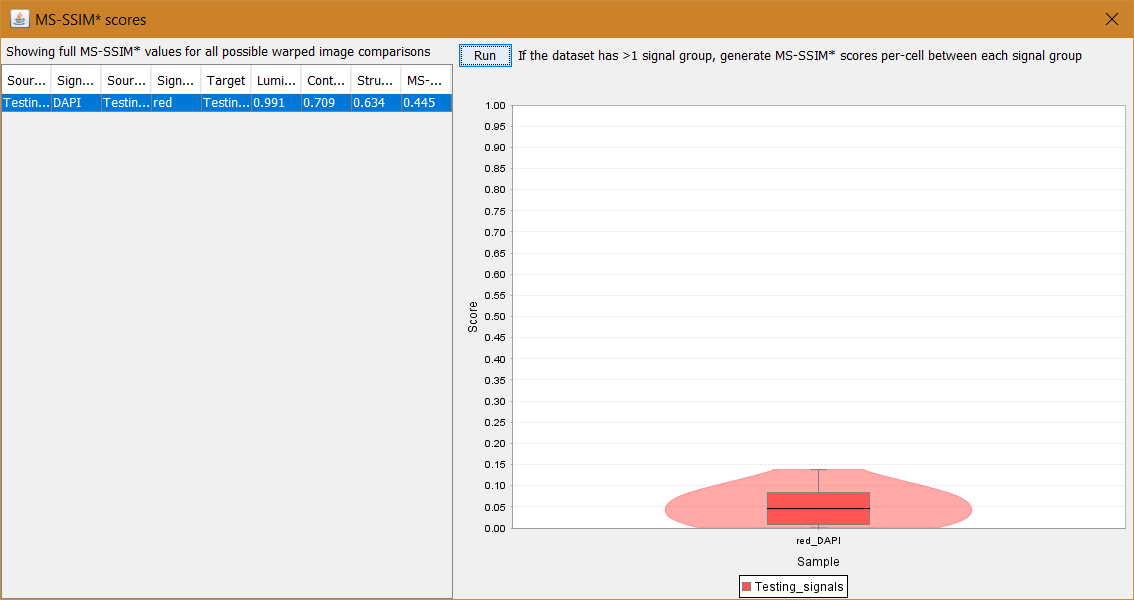 MS-SSIM* scores
Showing full MS-SSIM* values for all possible warped image comparisons
Sour... Sign... Sour... Sign... Target Lumi... Cont... Stru... MS-...
Testin... DAPI Testin... red Testin... 0.991 0.709 0.634 0.445
Run If the dataset has >1 signal group, generate MS-SSIM* scores per-cell between each signal group
1.00
0.95
0.90
0.85
0.80
0.75
0.70
0.65
0.60
0.55
0.50
0.45
0.40
0.35
0.30
0.25
0.20
0.15
0.10
0.05
0.00
Score
red_DAPI
Sample
Testing_signals